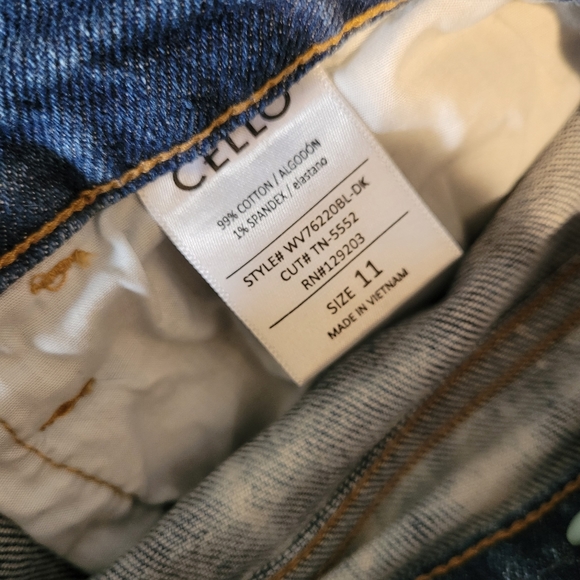 CELLO
99% COTTON / ALGODÓN
1% SPANDEX / elastano
STYLE# WV76220BL-DK
CUT# TN-5552
RN#129203
SIZE 11
MADE IN VIETNAM